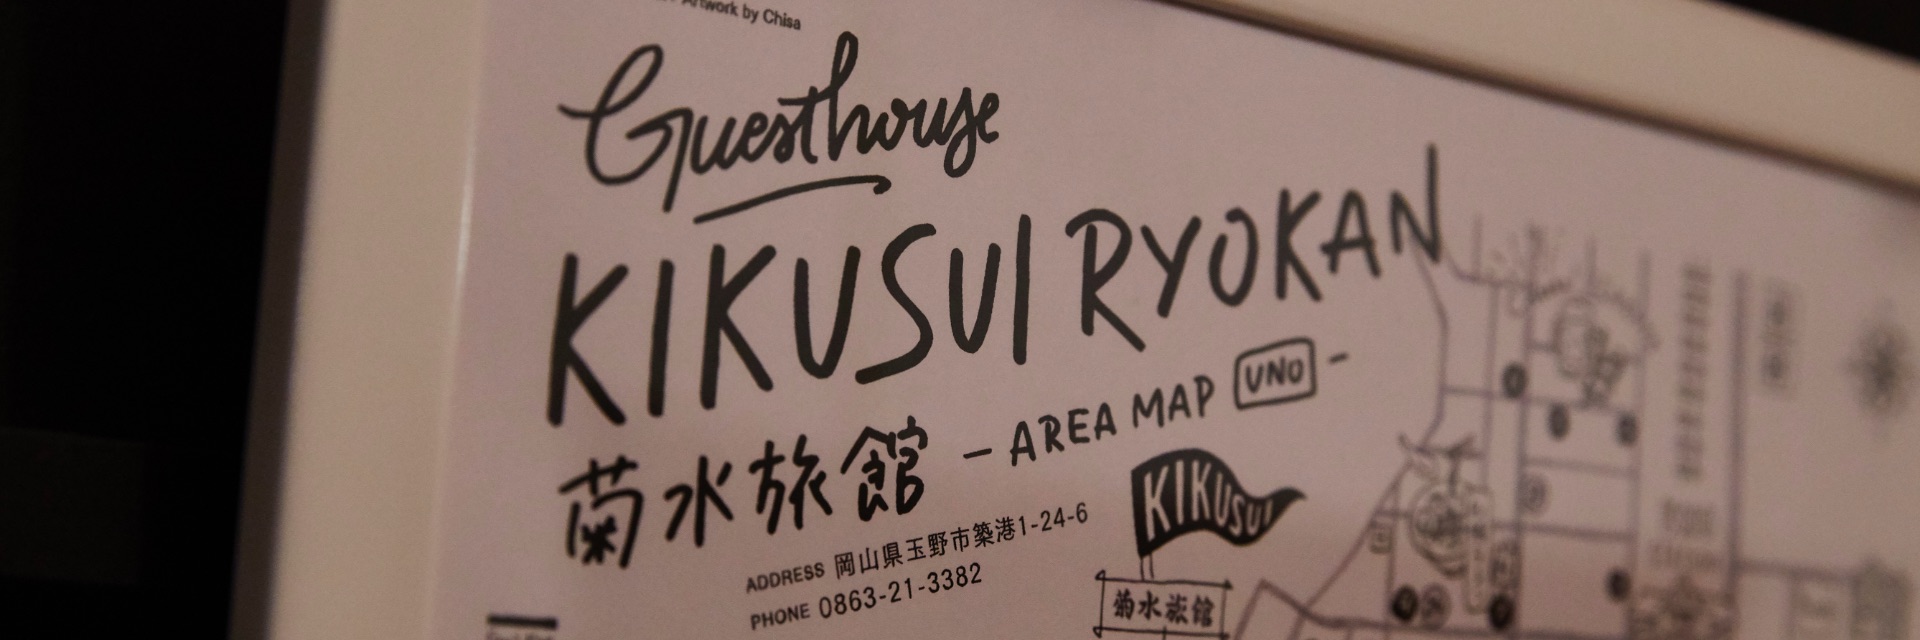 Artwork by Chisa
Guesthouse
KIKUSUI RYOKAN
菊水旅館 – AREA MAP UNO –
KIKUSUI
ADDRESS 岡山県玉野市築港1-24-6
PHONE 0863-21-3382
菊水旅館